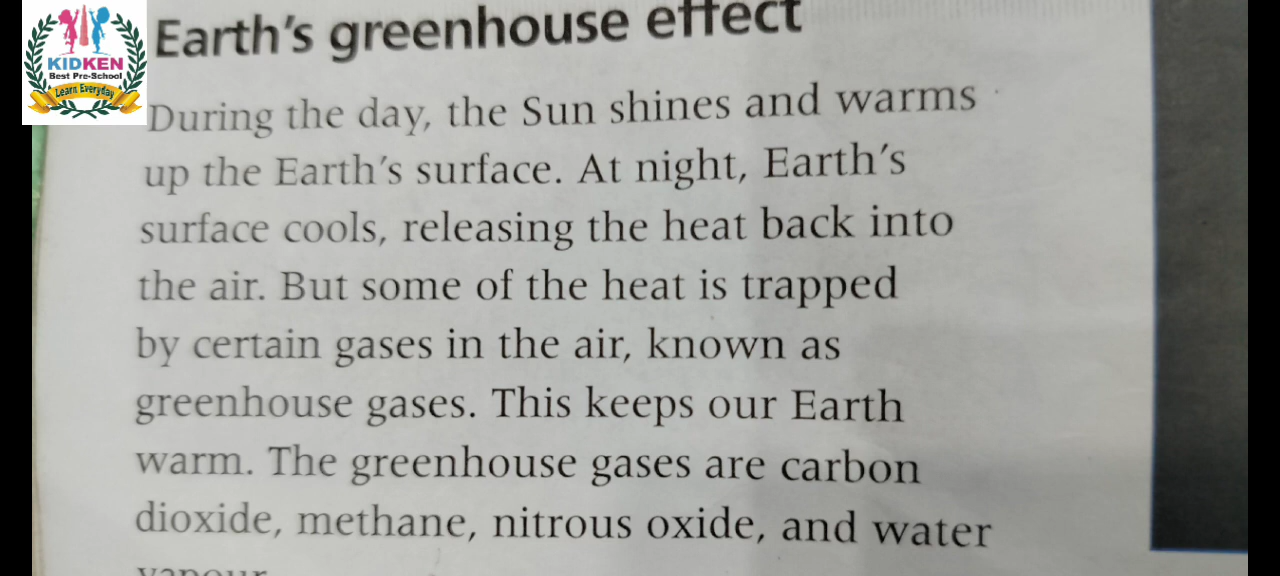 KIDKEN
Best Pre-School
Learn Everyday
Earth's greenhouse effect
During the day, the Sun shines and warms
up the Earth's surface. At night, Earth's
surface cools, releasing the heat back into
the air. But some of the heat is trapped
by certain gases in the air, known as
greenhouse gases. This keeps our Earth
warm. The greenhouse gases are carbon
dioxide, methane, nitrous oxide, and water
vapour